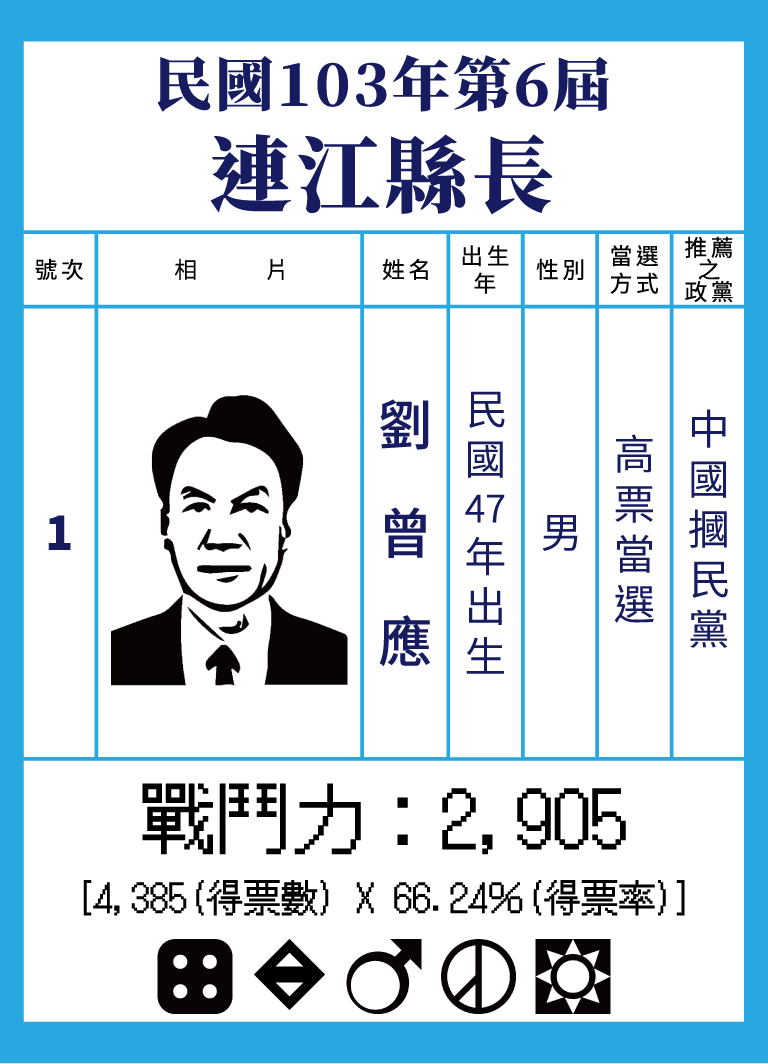 民國103年第6屆
連江縣長
號次
相 片
姓名
出生
年
性別
當選
方式
推薦
之
政黨
1
劉曾應
民國47年出生
男
高票當選
中國摑民黨
戰鬥力：2,905
[4,385(得票數) X 66.24%(得票率)]